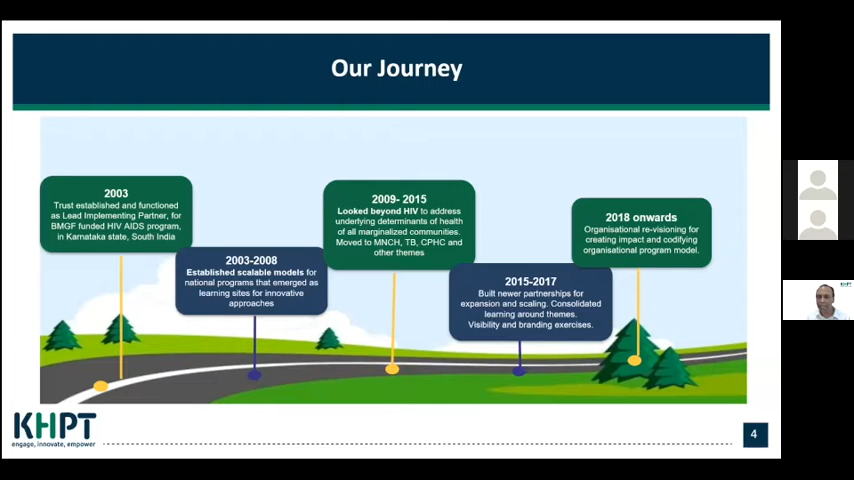 Our Journey
2003
Trust established and functioned
as Lead Implementing Partner, for
BMGF funded HIV AIDS program,
in Karnataka state, South India
2003-2008
Established scalable models for
national programs that emerged as
learning sites for innovative
approaches
2009- 2015
Looked beyond HIV to address
underlying determinants of health
of all marginalized communities.
Moved to MNCH, TB, CPHC and
other themes
2015-2017
Built newer partnerships for
expansion and scaling. Consolidated
learning around themes.
Visibility and branding exercises.
2018 onwards
Organisational re-visioning for
creating impact and codifying
organisational program model.
KHPT
engage, innovate, empower
4
KHPT